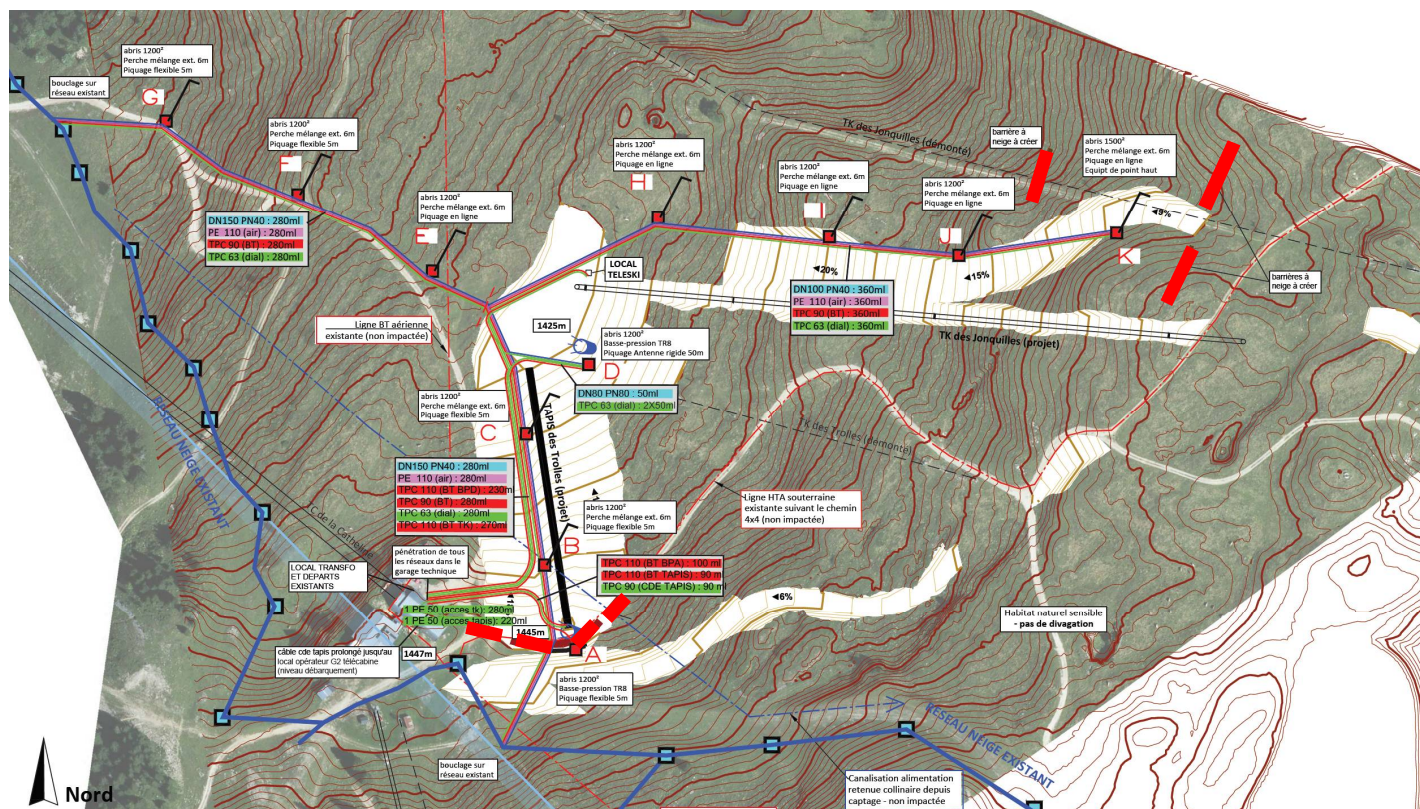 abris 1200²
Perche mélange ext. 6m
Piquage flexible 5m
bouclage sur
réseau existant
G
abris 1200²
Perche mélange ext. 6m
Piquage flexible 5m
F
abris 1200²
Perche mélange ext. 6m
Piquage en ligne
H
TK des Jonquilles (démonté)
barrière à
neige à créer
abris 1500²
Perche mélange ext. 6m
Piquage en ligne
Equipt de point haut
abris 1200²
Perche mélange ext. 6m
Piquage en ligne
I
abris 1200²
Perche mélange ext. 6m
Piquage en ligne
J
abris 1200²
Perche mélange ext. 6m
Piquage en ligne
E
DN150 PN40 : 280ml
PE 110 (air) : 280ml
TPC 90 (BT) : 280ml
TPC 63 (dial) : 280ml
◄9%
K
LOCAL
TELESKI
◄20%
◄15%
barrières à
neige à créer
DN100 PN40 : 360ml
PE 110 (air) : 360ml
TPC 90 (BT) : 360ml
TPC 63 (dial) : 360ml
Ligne BT aérienne
existante (non impactée)
1425m
abris 1200²
Basse-pression TR8
Piquage Antenne rigide 50m
D
TK des Jonquilles (projet)
DN80 PN80 : 50ml
TPC 63 (dial) : 2X50ml
abris 1200²
Perche mélange ext. 6m
Piquage flexible 5m
C
TAPIS des Trolles (projet)
TK des Trolles (démonté)
RESEAU NEIGE EXISTANT
DN150 PN40 : 280ml
PE 110 (air) : 280ml
TPC 110 (BT BPD) : 230m
TPC 90 (BT) : 280ml
TPC 63 (dial) : 280ml
TPC 110 (BT TK) : 270ml
Ligne HTA souterraine
existante suivant le chemin
4x4 (non impactée)
abris 1200²
Perche mélange ext. 6m
Piquage flexible 5m
B
pénétration de tous
les réseaux dans le
garage technique
LOCAL TRANSFO
ET DEPARTS
EXISTANTS
TPC 110 (BT BPA) : 100 ml
TPC 110 (BT TAPIS) : 90 ml
TPC 90 (CDE TAPIS) : 90 ml
◄6%
1 PE 50 (acces tk): 280ml
1 PE 50 (acces tapis): 220ml
Habitat naturel sensible
- pas de divagation
1445m
A
1447m
câble cde tapis prolongé jusqu'au
local opérateur G2 télécabine
(niveau débarquement)
abris 1200²
Basse-pression TR8
Piquage flexible 5m
RESEAU NEIGE EXISTANT
bouclage sur
réseau existant
Canalisation alimentation
retenue collinaire depuis
captage - non impactée
Nord